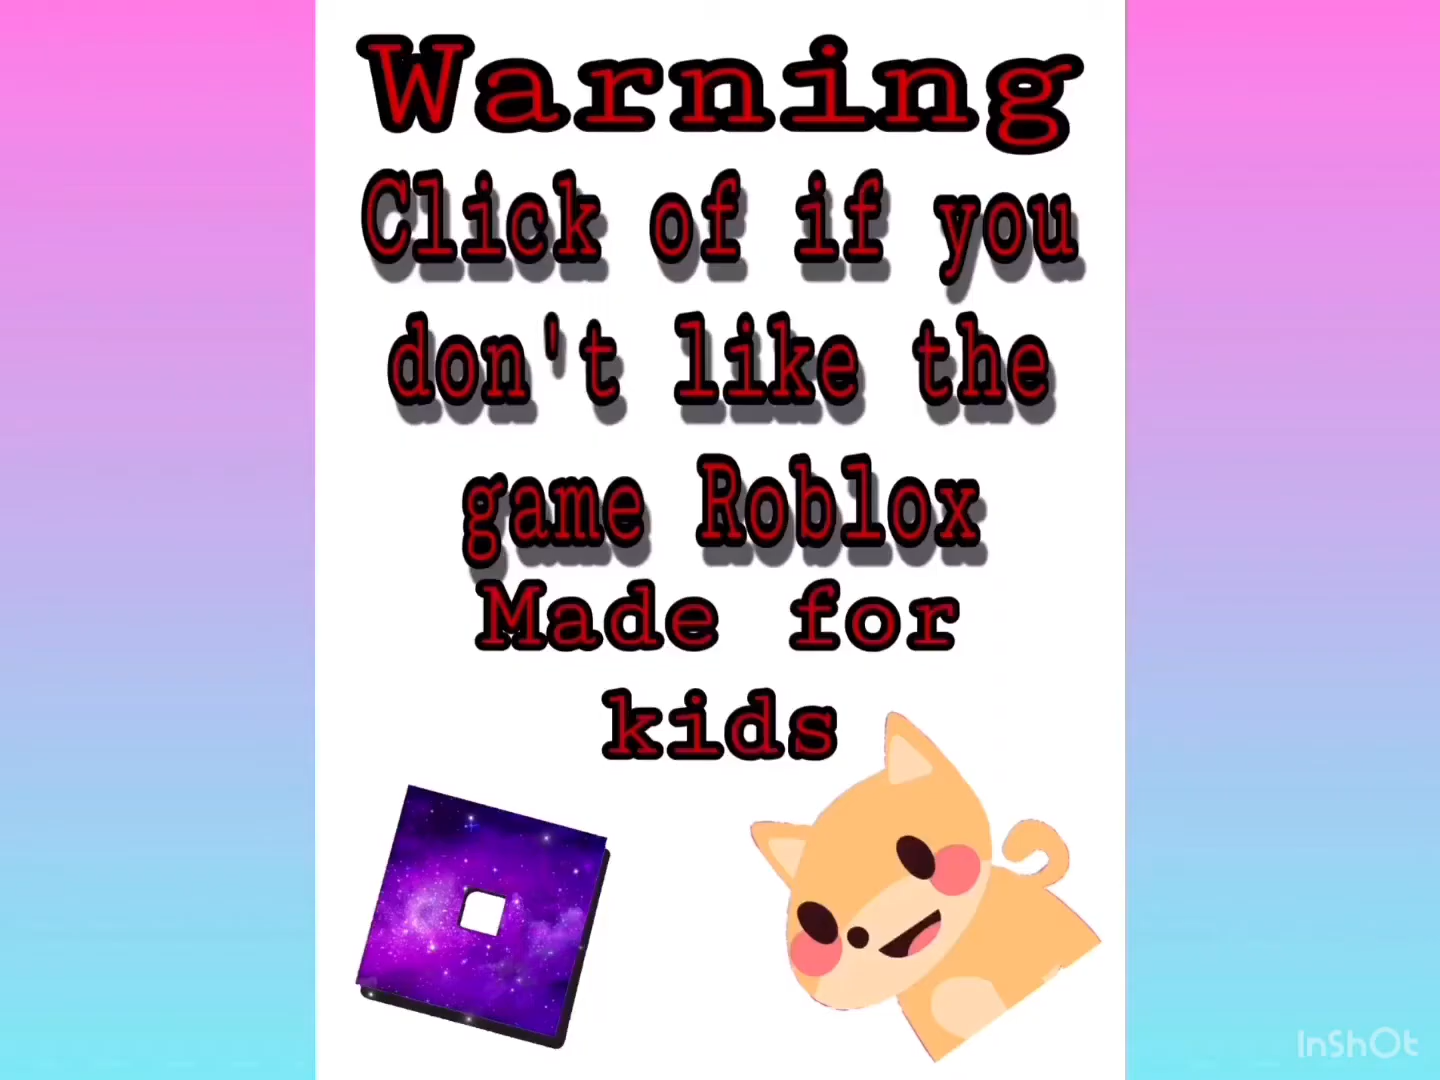 Warning
Click of if you
don't like the
game Roblox
Made for
kids
InShOt